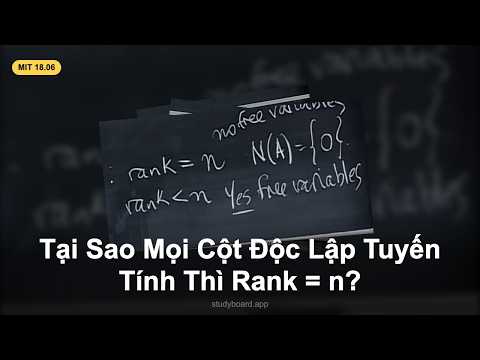 MIT 18.06
no free variables
: rank = n N(A) = {0}.
rank < n Yes free variables
Tại Sao Mọi Cột Độc Lập Tuyến
Tính Thì Rank = n?
studyboard.app